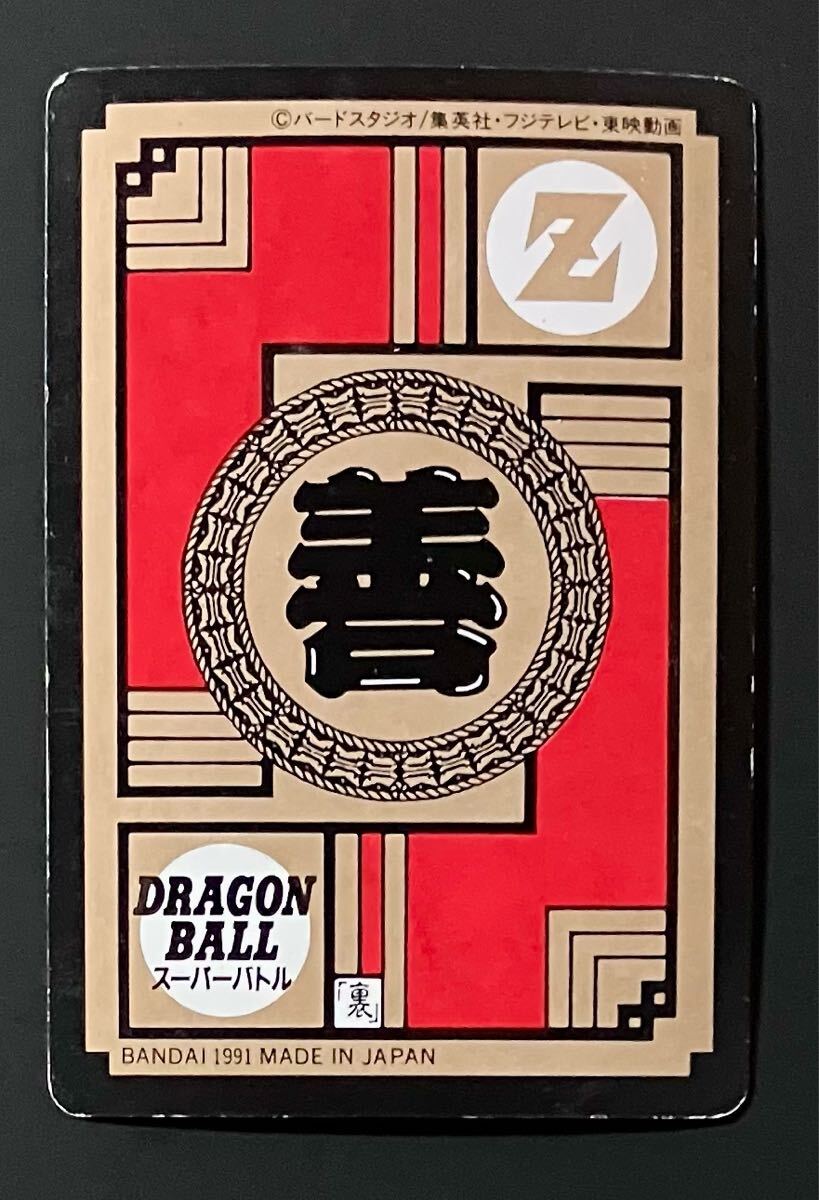 ©バードスタジオ/集英社・フジテレビ・東映動画
Z
善
DRAGON
BALL
スーパーバトル
「裏」
BANDAI 1991 MADE IN JAPAN